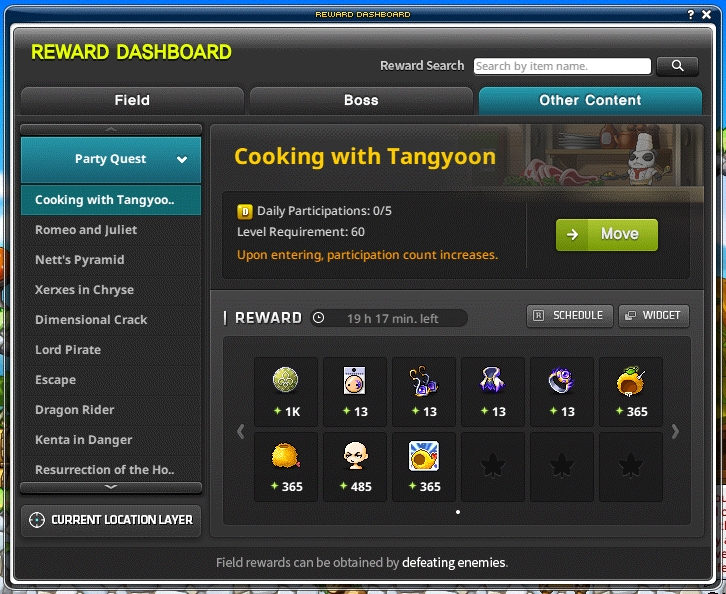 REWARD DASHBOARD
? X
REWARD DASHBOARD
Reward Search
Search by item name.
Field
Boss
Other Content
Party Quest
Cooking with Tangyoo..
Romeo and Juliet
Nett's Pyramid
Xerxes in Chryse
Dimensional Crack
Lord Pirate
Escape
Dragon Rider
Kenta in Danger
Resurrection of the Ho..
CURRENT LOCATION LAYER
Cooking with Tangyoon
D Daily Participations: 0/5
Level Requirement: 60
Upon entering, participation count increases.
Move
REWARD
19 h 17 min. left
R SCHEDULE
WIDGET
+ 1K
+ 13
+ 13
+ 13
+ 13
+ 365
+ 365
+ 485
+ 365
Field rewards can be obtained by defeating enemies.